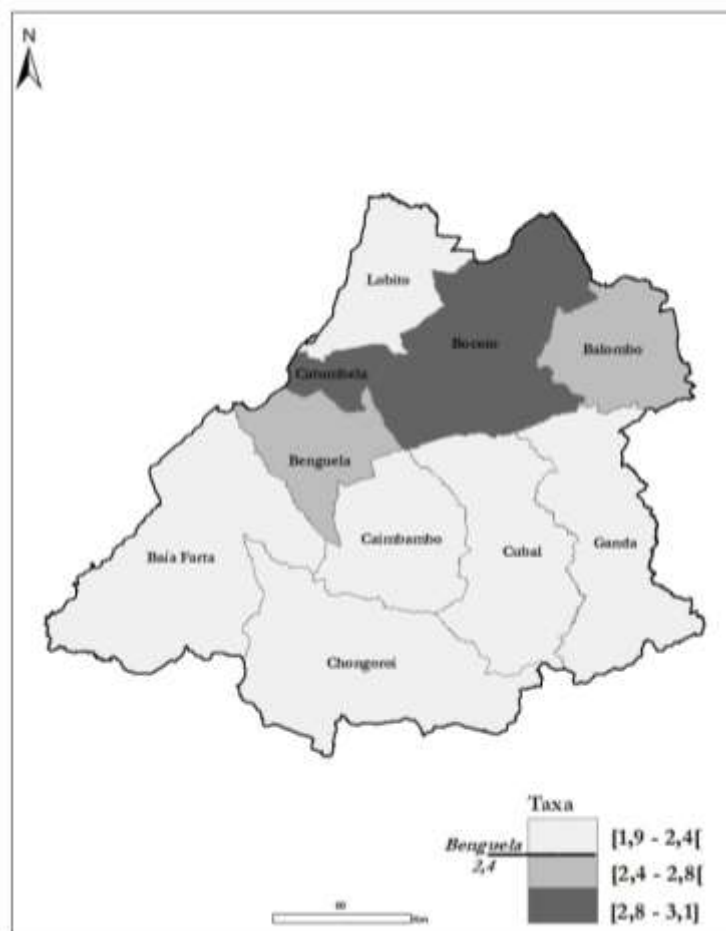 N
Lobito
Bocoio
Balombo
Catumbela
Benguela
Caimbambo
Cubal
Ganda
Baía Farta
Chongoroi
Taxa
[1,9 - 2,4[
Benguela
2,4
[2,4 - 2,8[
[2,8 - 3,1]
Km